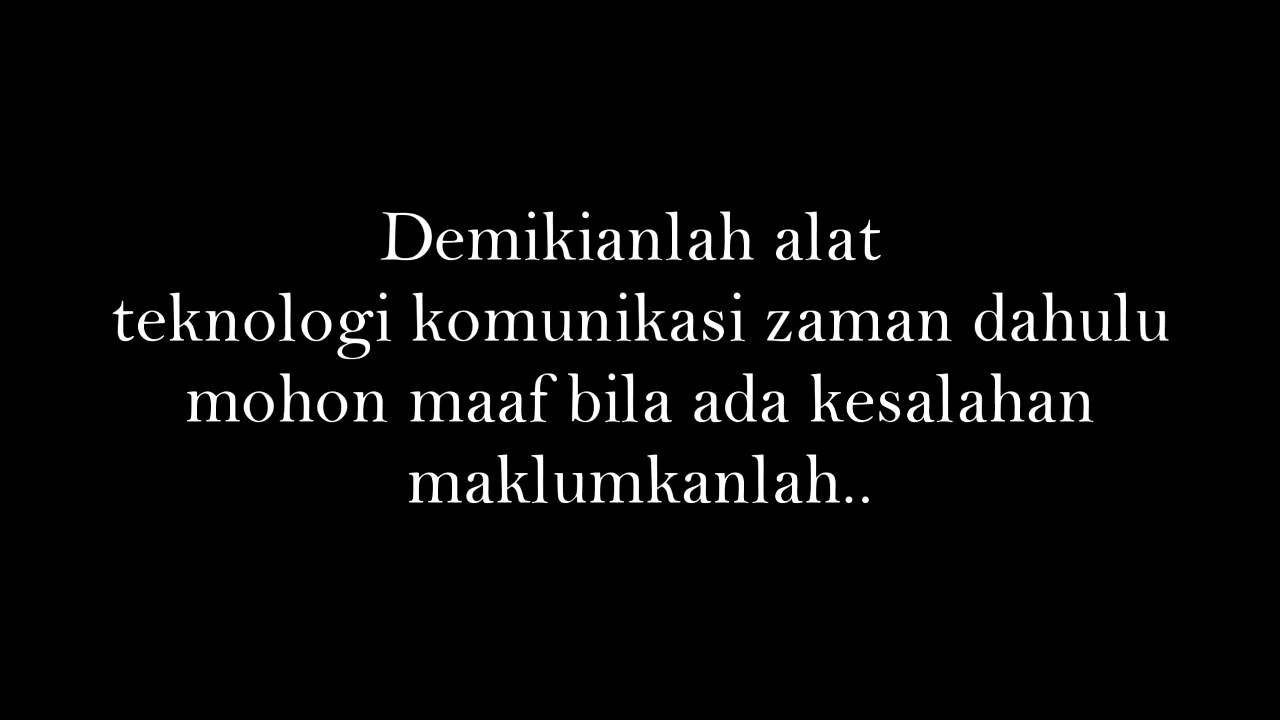 Demikianlah alat
teknologi komunikasi zaman dahulu
mohon maaf bila ada kesalahan
maklumkanlah..